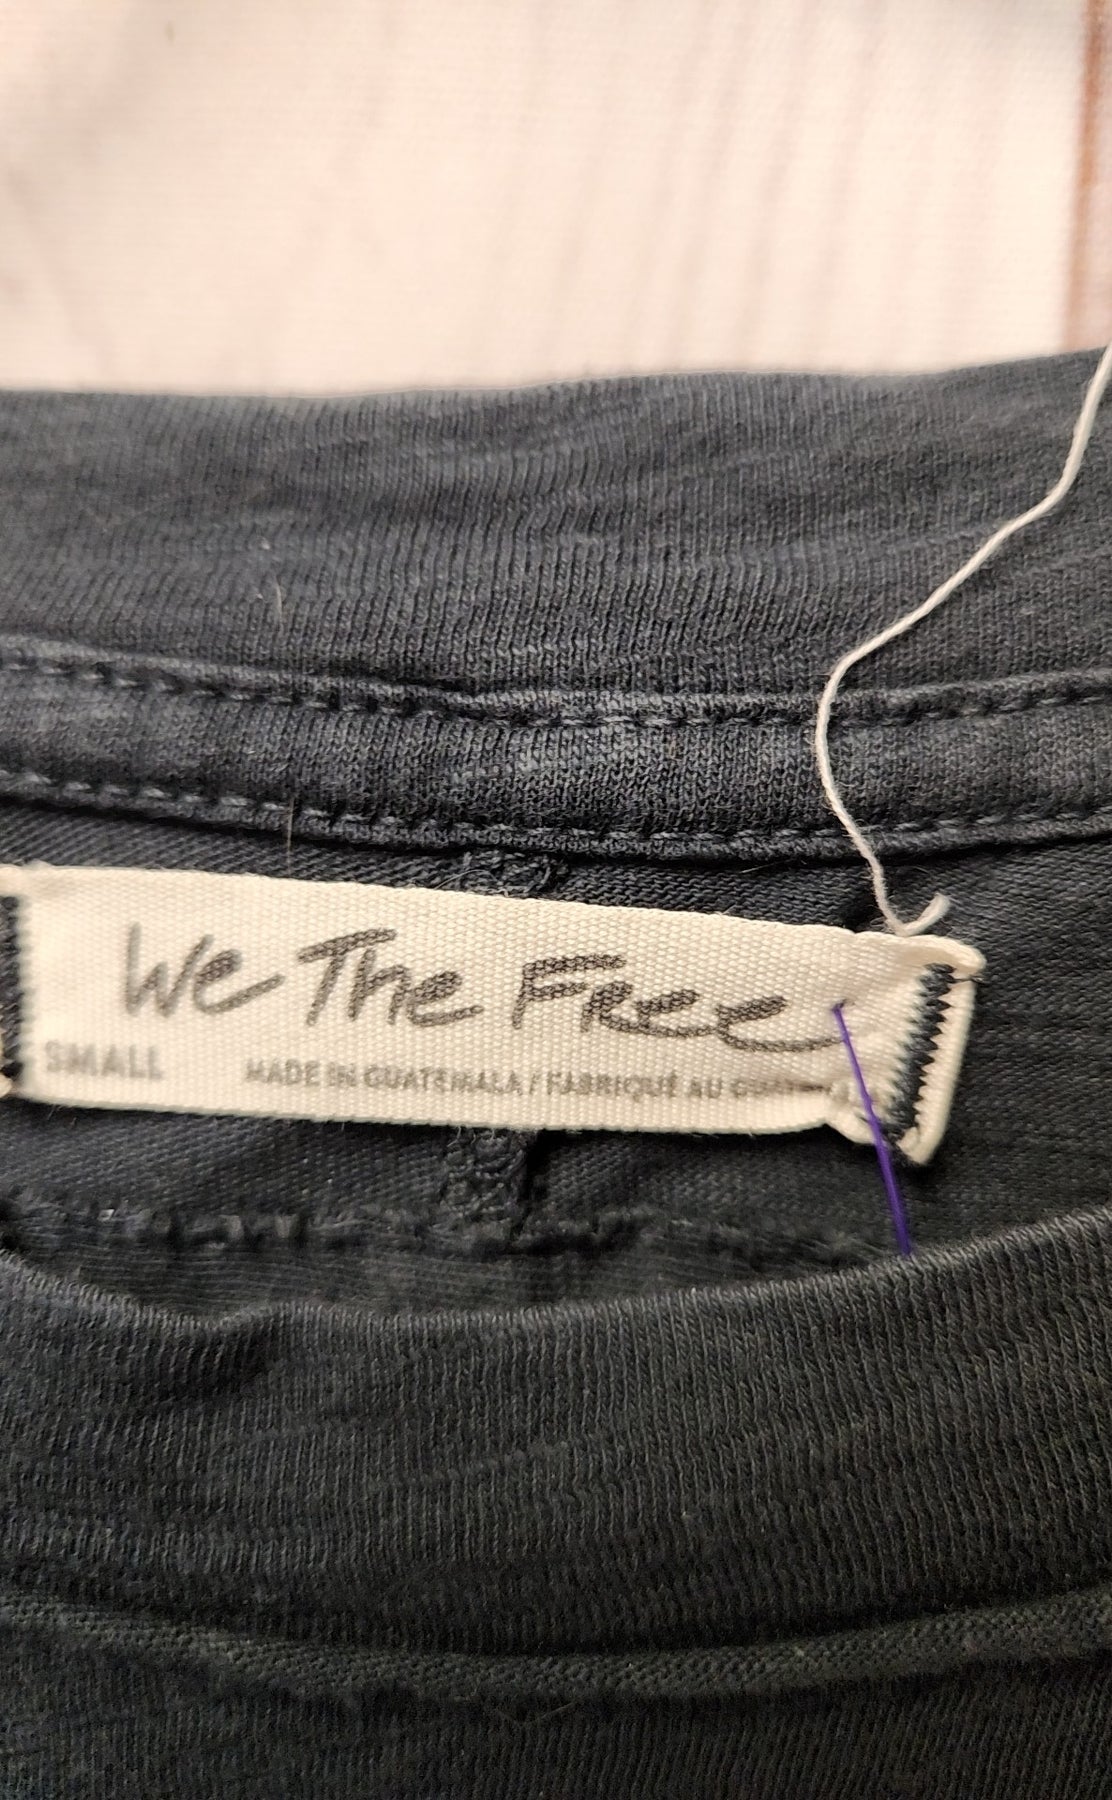 We The Free
SMALL
MADE IN GUATEMALA / FABRIQUÉ AU